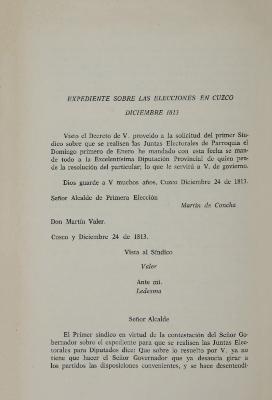 EXPEDIENTE SOBRE LAS ELECCIONES EN CUZCO
DICIEMBRE 1813
Visto el Decreto de V. proveido a la solicitud del primer Sín-
dico sobre que se realisen las Juntas Electorales de Parroquia el
Domingo primero de Enero he mandado con esta fecha se man-
de todo a la Excelentísima Diputación Provincial de quien pen-
de la resolución del particular; lo que le servirá a V. de govierno.
Dios guarde a V muchos años, Cusco Diciembre 24 de 1813.
Señor Alcalde de Primera Elección
Martín de Concha
Don Martín Valer.
Cusco y Diciembre 24 de 1813.
Vista al Síndico
Valer
Ante mi.
Ledesma
Señor Alcalde
El Primer síndico en virtud de la contestación del Señor Go-
bernador sobre el expediente para que se realisen las Juntas Elec-
torales para Diputados dice: Que sobre lo resuelto por V. ya no
tiene que hacer el Señor Governador que ya desaucia girar a
los partidos las disposiciones convenientes, y se hace desentendi-